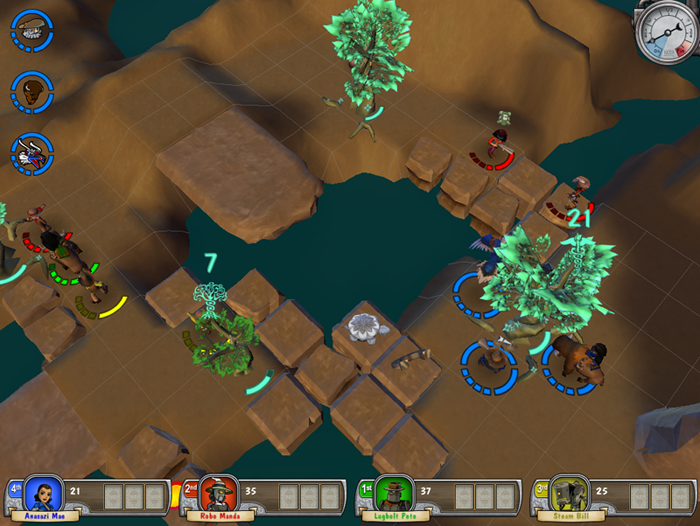 7
21
4th
Anasazi Mae
21
2nd
Robo Manda
35
1st
Lugbolt Pete
37
3rd
Steam Bill
25